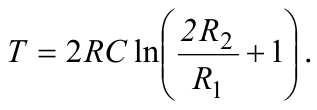 T = 2RC ln(2R₂/R₁ + 1).